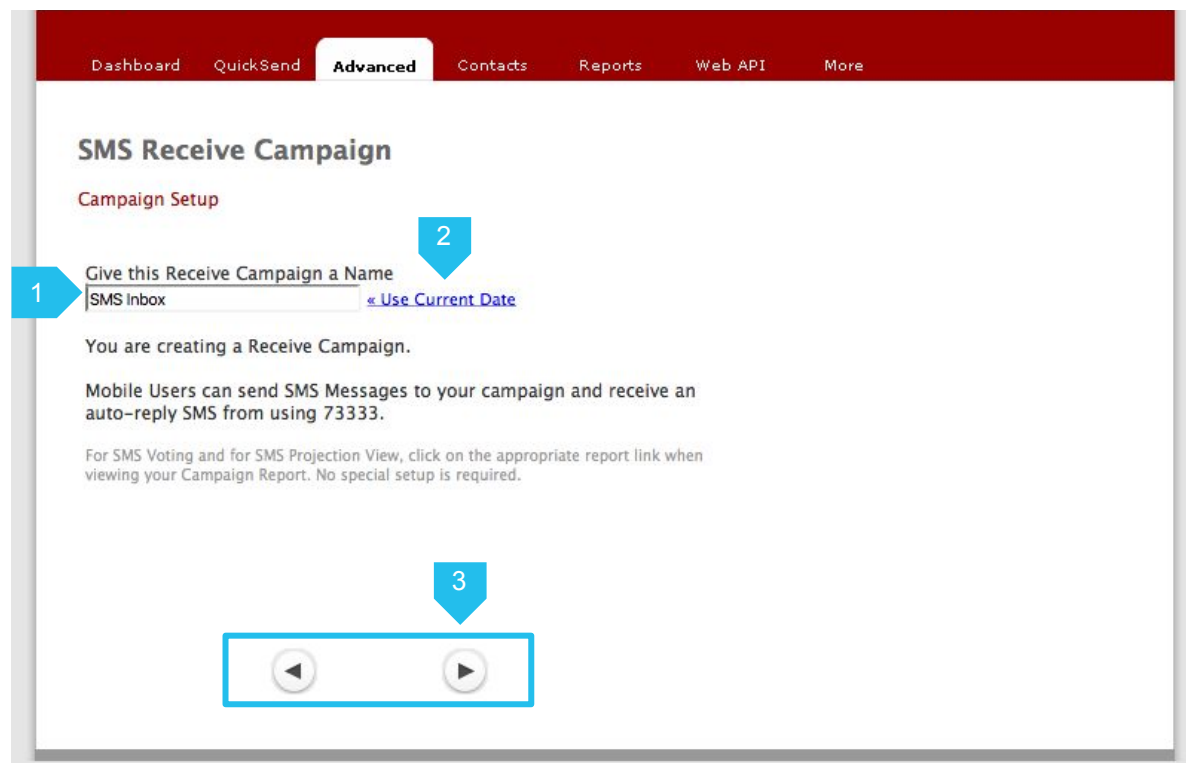 Dashboard QuickSend Advanced Contacts Reports Web API More
SMS Receive Campaign
Campaign Setup
2
Give this Receive Campaign a Name
1
SMS Inbox « Use Current Date
You are creating a Receive Campaign.
Mobile Users can send SMS Messages to your campaign and receive an
auto-reply SMS from using 73333.
For SMS Voting and for SMS Projection View, click on the appropriate report link when
viewing your Campaign Report. No special setup is required.
3